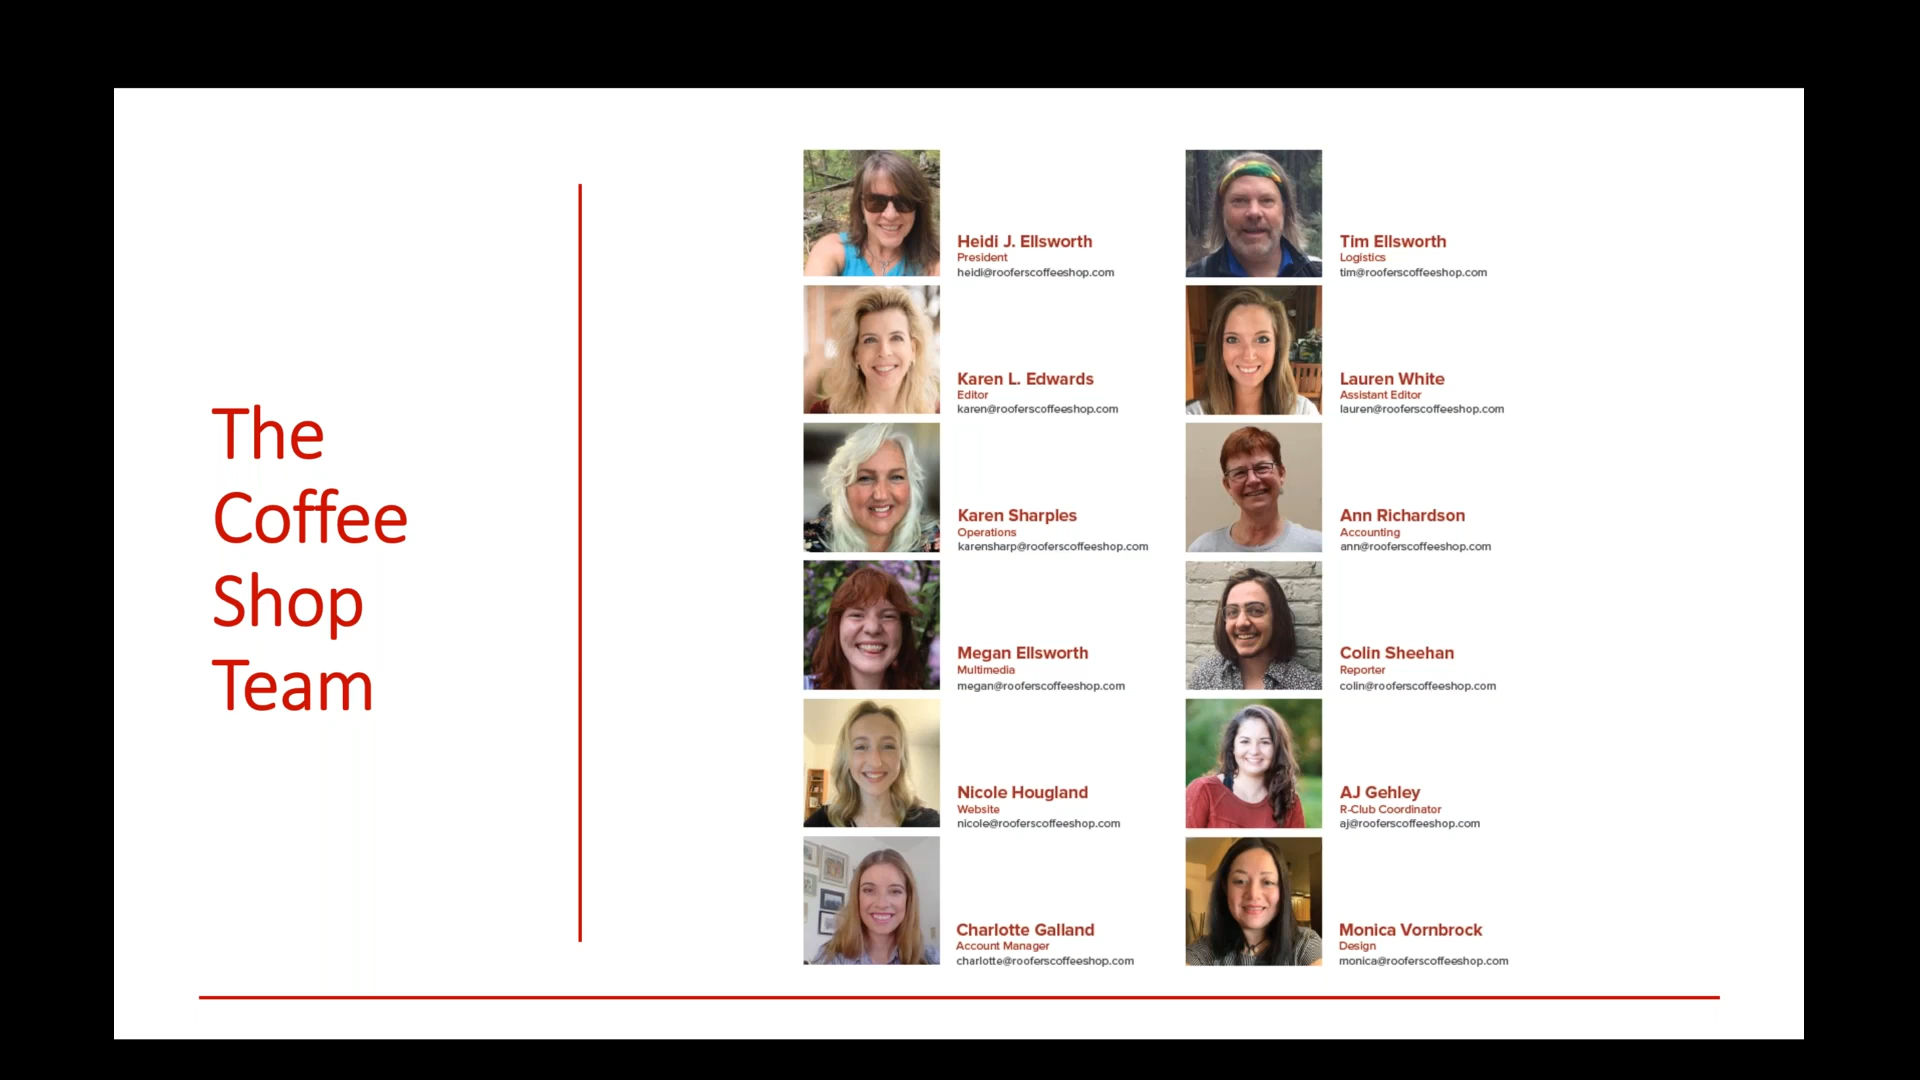 The
Coffee
Shop
Team
Heidi J. Ellsworth
President
heidi@rooferscoffeeshop.com
Tim Ellsworth
Logistics
tim@rooferscoffeeshop.com
Karen L. Edwards
Editor
karen@rooferscoffeeshop.com
Lauren White
Assistant Editor
lauren@rooferscoffeeshop.com
Karen Sharples
Operations
karensharp@rooferscoffeeshop.com
Ann Richardson
Accounting
ann@rooferscoffeeshop.com
Megan Ellsworth
Multimedia
megan@rooferscoffeeshop.com
Colin Sheehan
Reporter
colin@rooferscoffeeshop.com
Nicole Hougland
Website
nicole@rooferscoffeeshop.com
AJ Gehley
R-Club Coordinator
aj@rooferscoffeeshop.com
Charlotte Galland
Account Manager
charlotte@rooferscoffeeshop.com
Monica Vornbrock
Design
monica@rooferscoffeeshop.com